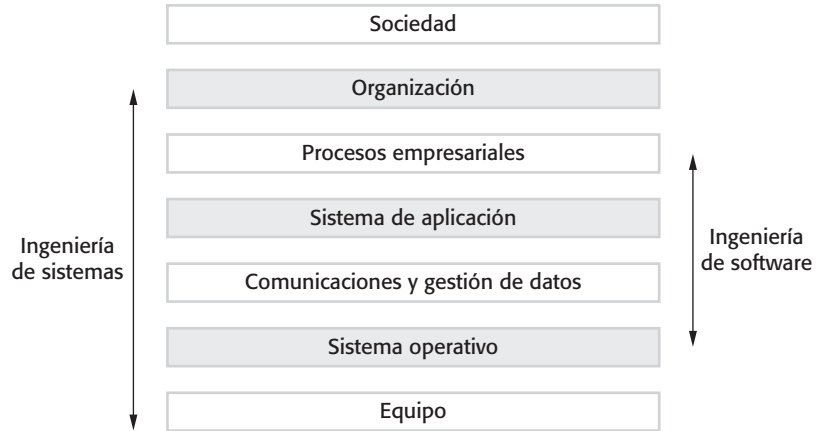 Sociedad
Organización
Procesos empresariales
Sistema de aplicación
Ingeniería
de sistemas
Ingeniería
de software
Comunicaciones y gestión de datos
Sistema operativo
Equipo